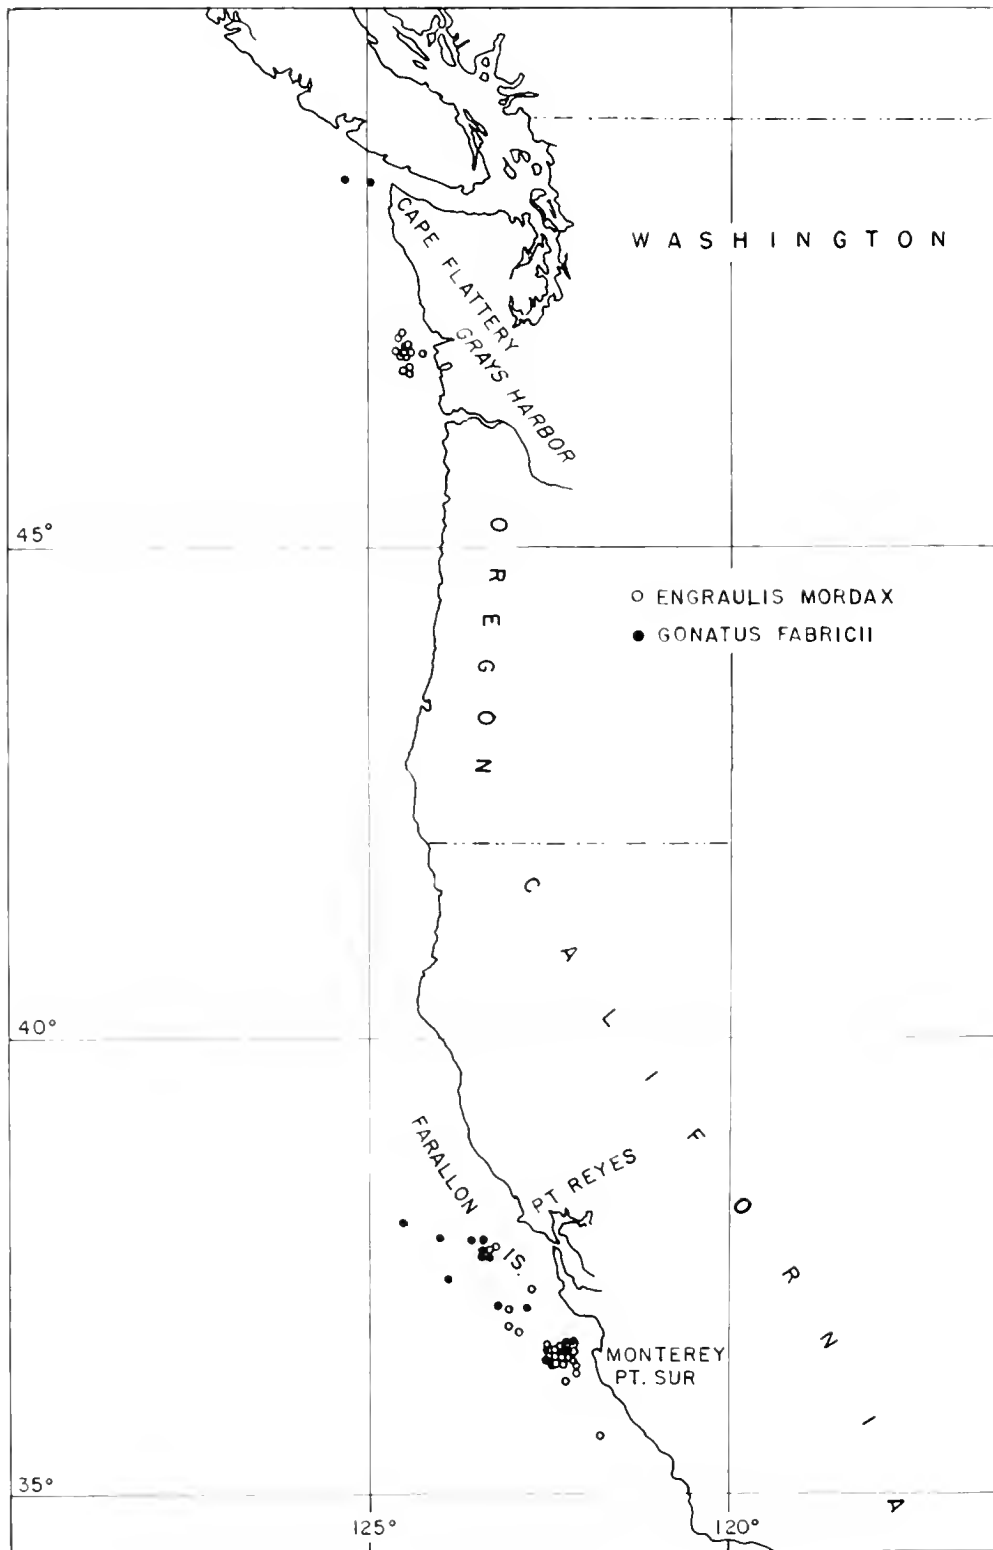 WASHINGTON
CAPE FLATTERY
GRAYS HARBOR
45°
OREGON
○ ENGRAULIS MORDAX
● GONATUS FABRICII
CALIFORNIA
40°
FARALLON IS.
PT REYES
MONTEREY
PT. SUR
35°
125°
120°